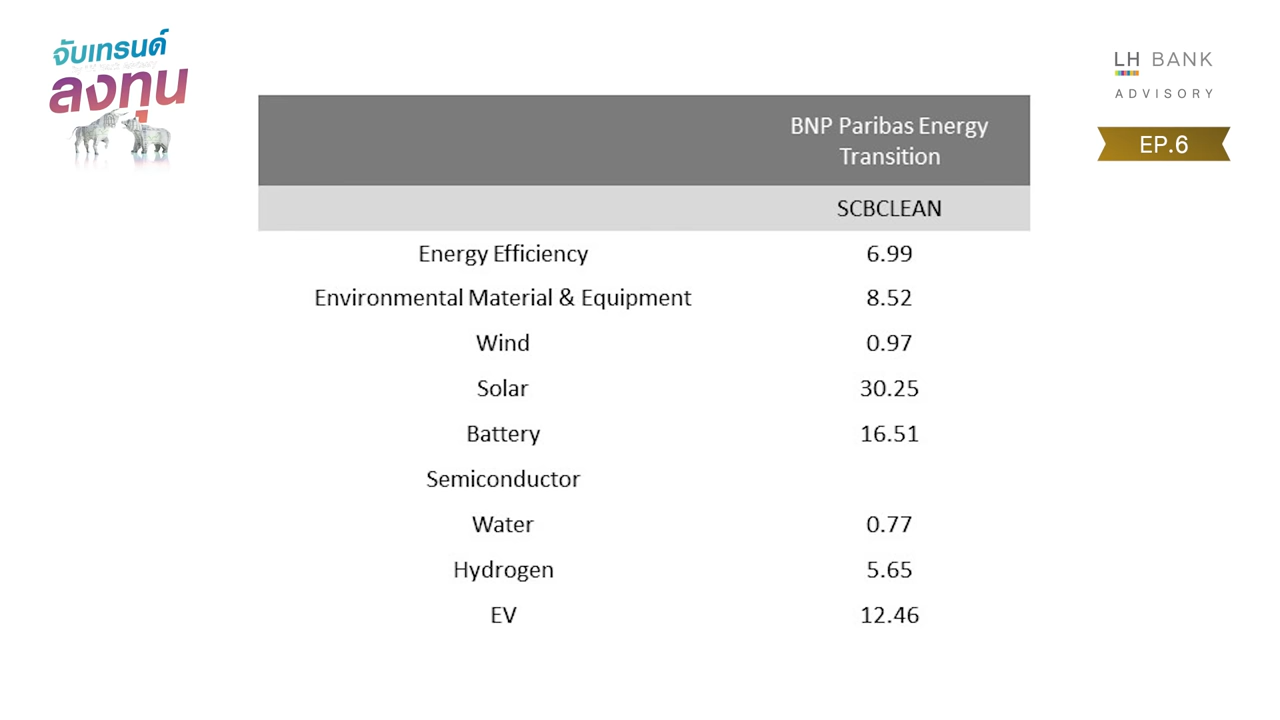 จับเทรนด์
ลงทุน
LH BANK
ADVISORY
EP.6
BNP Paribas Energy
Transition
SCBCLEAN
Energy Efficiency 6.99
Environmental Material & Equipment 8.52
Wind 0.97
Solar 30.25
Battery 16.51
Semiconductor
Water 0.77
Hydrogen 5.65
EV 12.46